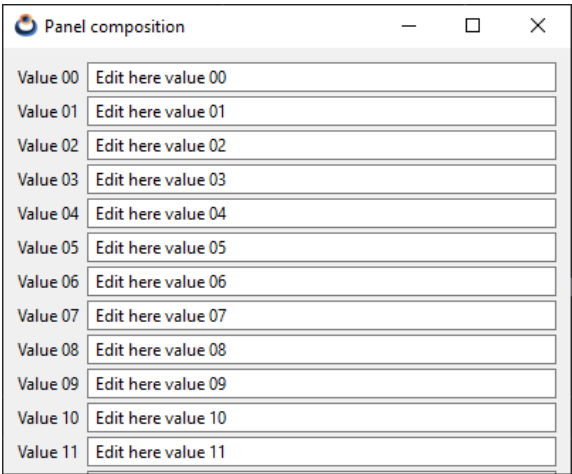 Panel composition
Value 00 Edit here value 00
Value 01 Edit here value 01
Value 02 Edit here value 02
Value 03 Edit here value 03
Value 04 Edit here value 04
Value 05 Edit here value 05
Value 06 Edit here value 06
Value 07 Edit here value 07
Value 08 Edit here value 08
Value 09 Edit here value 09
Value 10 Edit here value 10
Value 11 Edit here value 11